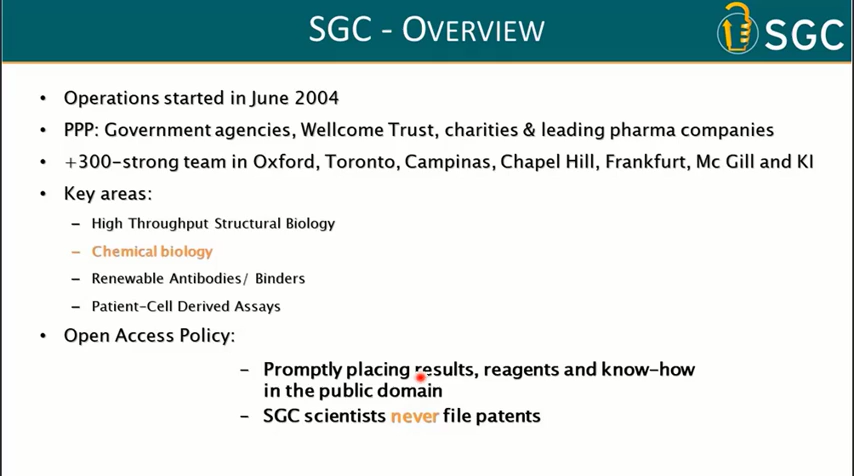 SGC - OVERVIEW
SGC
• Operations started in June 2004
• PPP: Government agencies, Wellcome Trust, charities & leading pharma companies
• +300-strong team in Oxford, Toronto, Campinas, Chapel Hill, Frankfurt, Mc Gill and KI
• Key areas:
– High Throughput Structural Biology
– Chemical biology
– Renewable Antibodies/ Binders
– Patient-Cell Derived Assays
• Open Access Policy:
– Promptly placing results, reagents and know-how
in the public domain
– SGC scientists never file patents